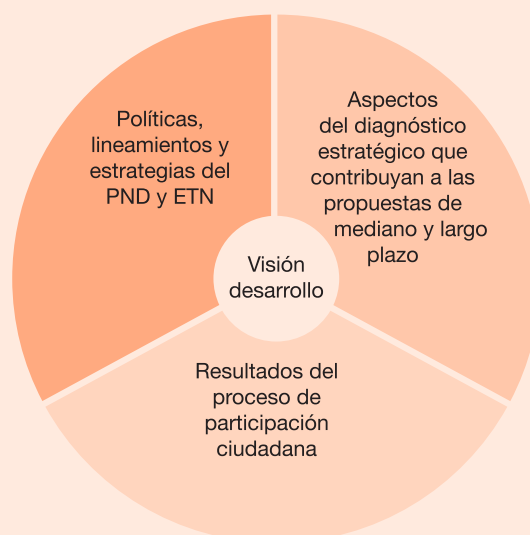 Políticas,
lineamientos y
estrategias del
PND y ETN
Aspectos
del diagnóstico
estratégico que
contribuyan a las
propuestas de
mediano y largo
plazo
Visión
desarrollo
Resultados del
proceso de
participación
ciudadana